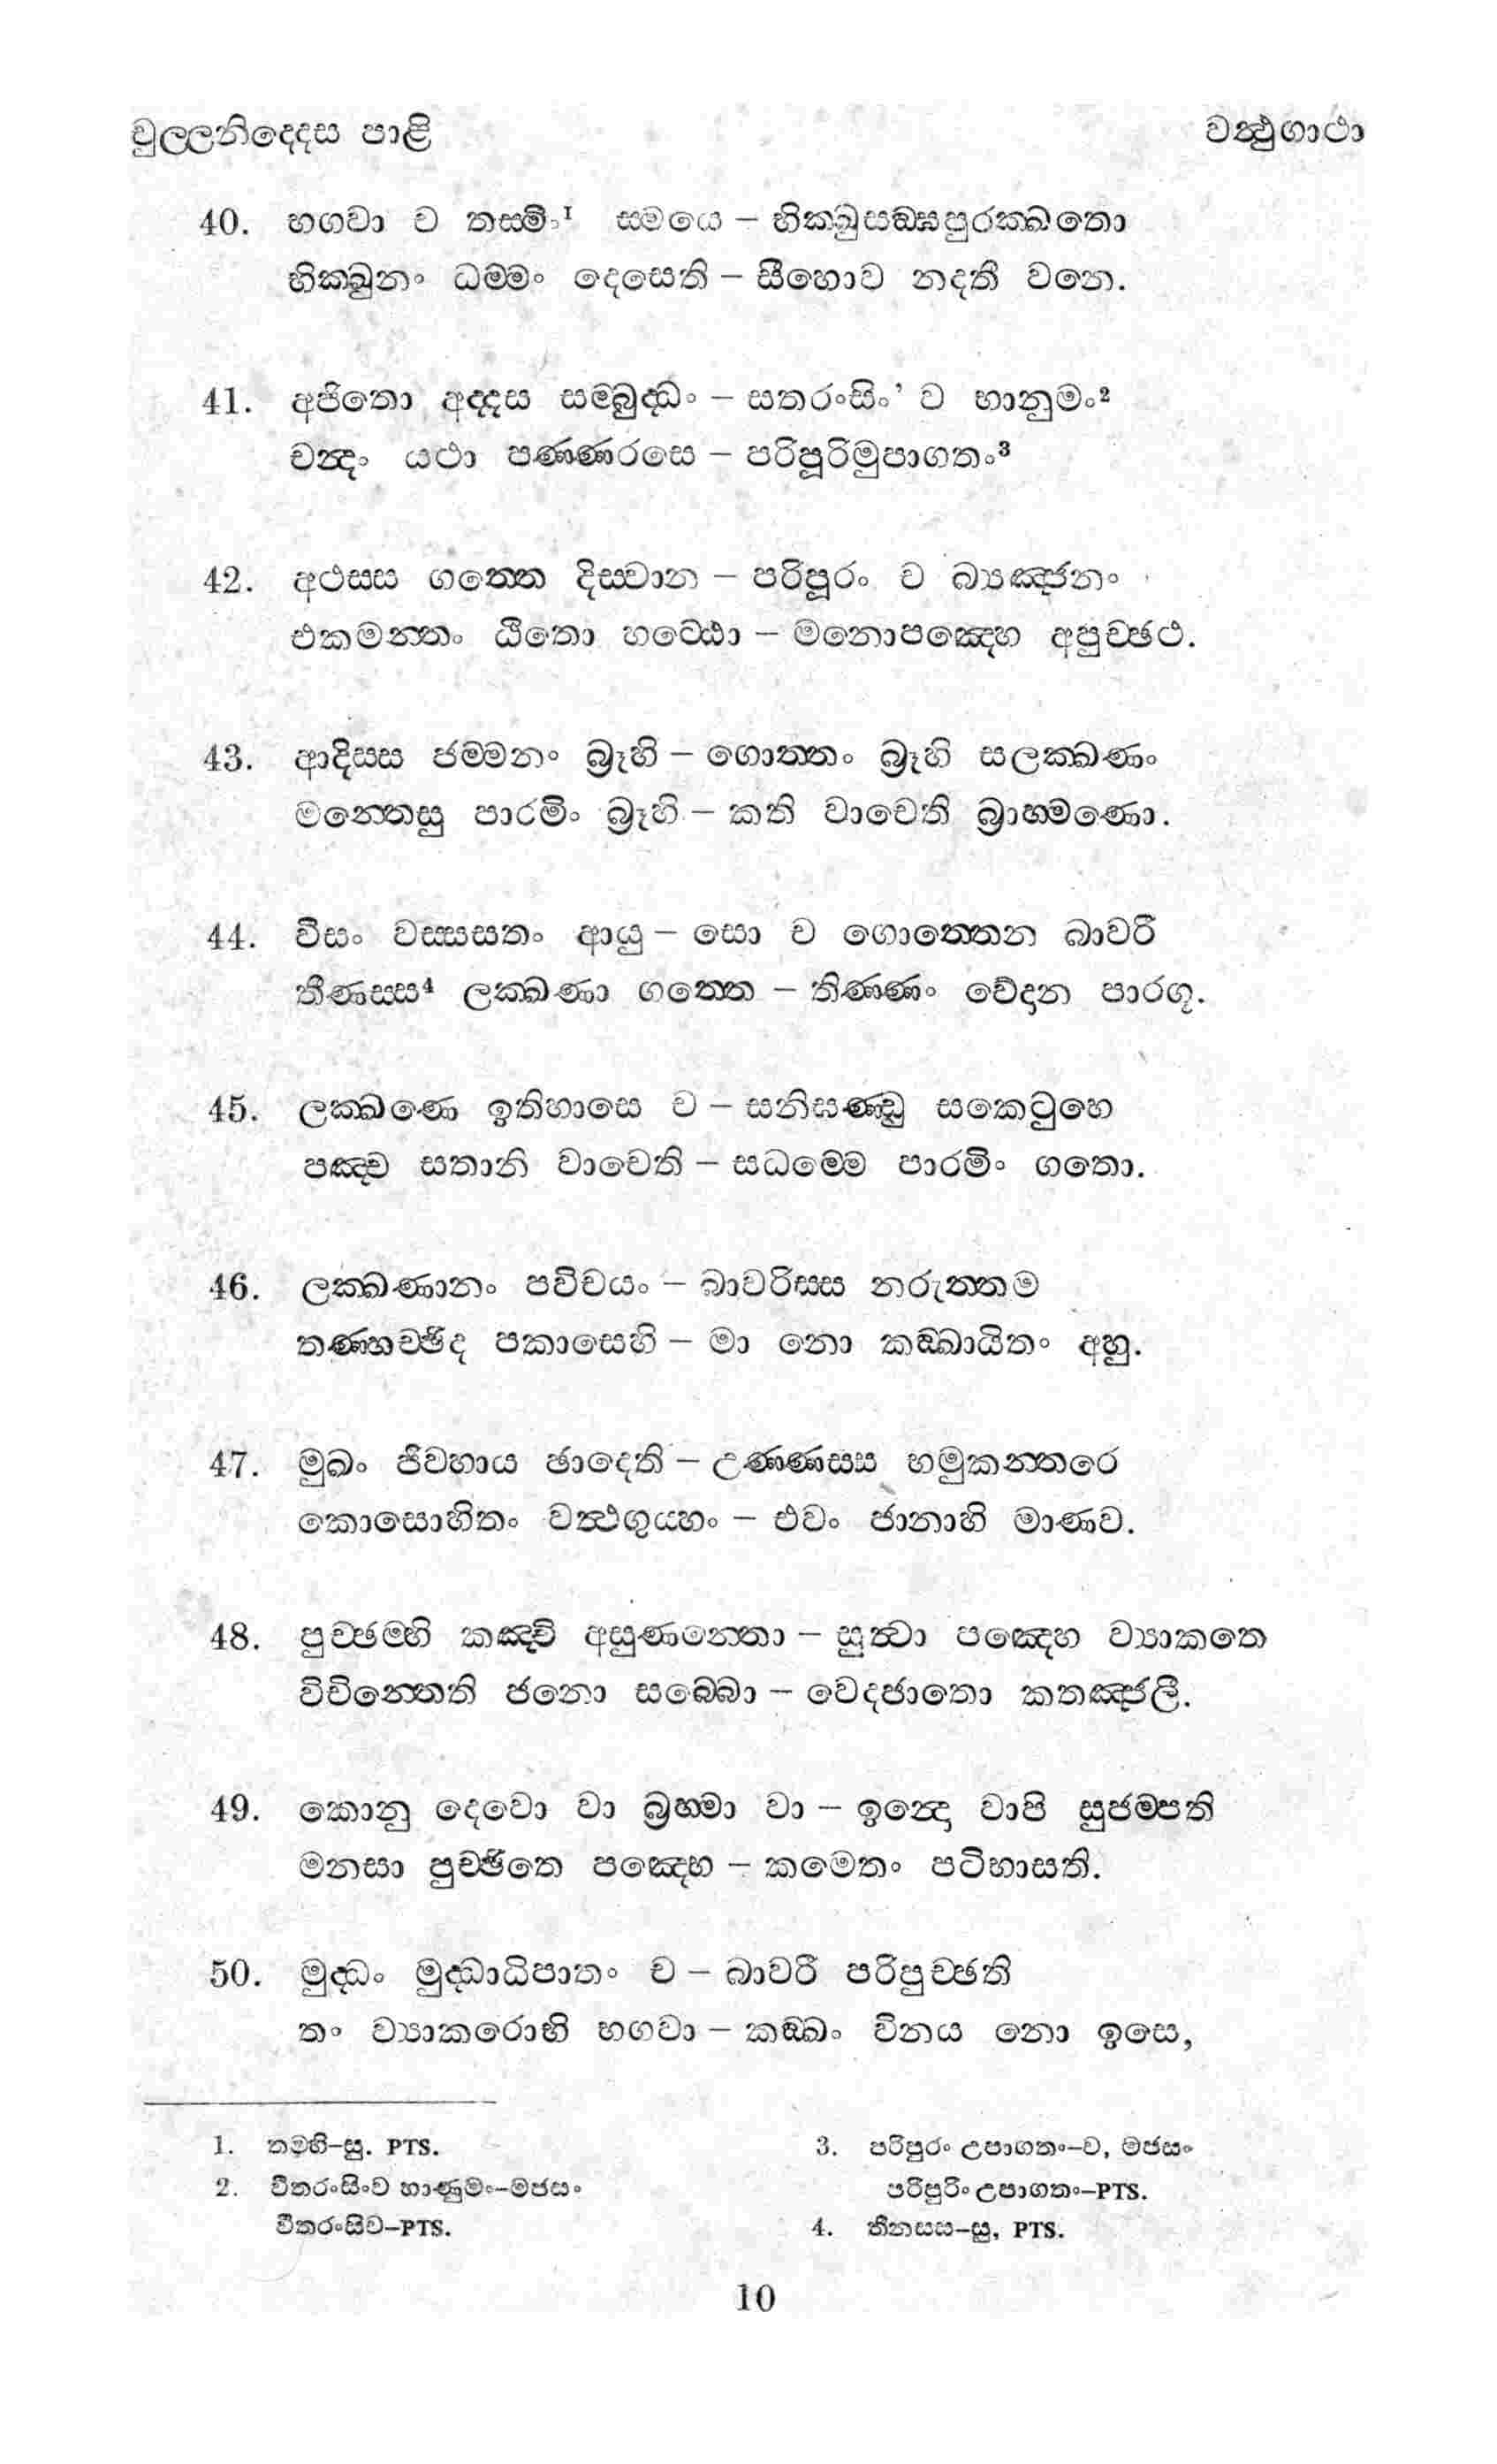 චුල්ලනිද්දෙස පාළි
වත්‍ථුගාථා
40. භගවා ච තස්මිං¹ සමයෙ – භික්ඛුසඞ්ඝපුරක්ඛතො
භික්ඛුනං ධම්මං දෙසෙති – සීහොව නදතී වනෙ.
41. අජිතො අද්දස සම්බුද්ධං – සතරංසිං' ව භානුමං²
චන්‍දං යථා පණ්ණරසෙ – පරිපූරිමුපාගතං³
42. අථස්ස ගත්තෙ දිස්වාන – පරිපූරං ච බ්‍යඤ්ජනං
එකමන්තං ඨිතො හට්ඨො – මනොපඤ්හෙ අපුච්ඡථ.
43. ආදිස්ස ජම්මනං බ්‍රූහි – ගොත්තං බ්‍රූහි සලක්ඛණං
මන්තෙසු පාරමිං බ්‍රූහි – කති වාචෙති බ්‍රාහ්මණො.
44. වීසං වස්සසතං ආයු – සො ච ගොත්තෙන බාවරී
තීණස්ස⁴ ලක්ඛණා ගත්තෙ – තිණ්ණං වේදාන පාරගූ.
45. ලක්ඛණෙ ඉතිහාසෙ ච – සනිඝණ්ඩු සකෙටුභෙ
පඤ්ච සතානි වාචෙති – සධම්මෙ පාරමිං ගතො.
46. ලක්ඛණානං පවිචයං – බාවරිස්ස නරුත්තම
තණ්හච්ඡිද පකාසෙහි – මා නො කඞ්ඛායිතං අහු.
47. මුඛං ජිව්හාය ඡාදෙති – උණ්ණස්ස භමුකන්තරෙ
කොසොහිතං වත්‍ථගුය්හං – එවං ජානාහි මාණව.
48. පුච්ඡම්හි කඤ්චි අසුණන්තො – සුත්‍වා පඤ්හෙ ව්‍යාකතෙ
විචින්තෙති ජනො සබ්බො – වෙදජාතො කතඤ්ජලී.
49. කොනු දෙවො වා බ්‍රහ්මා වා – ඉන්‍දො වාපි සුජම්පති
මනසා පුච්ඡිතෙ පඤ්හෙ – කමෙතං පටිභාසති.
50. මුද්ධං මුද්ධාධිපාතං ච – බාවරී පරිපුච්ඡති
තං ව්‍යාකරොහි භගවා – කඞ්ඛං විනය නො ඉසෙ,
1. තම්හි–සු. PTS.
2. වීතරංසිංව භාණුමං–මජසං
වීතරංසිව–PTS.
3. පරිපුරං උපාගතං–ව, මජසං
පරිපුරිං උපාගතං–PTS.
4. තීනස්ස–සු, PTS.
10